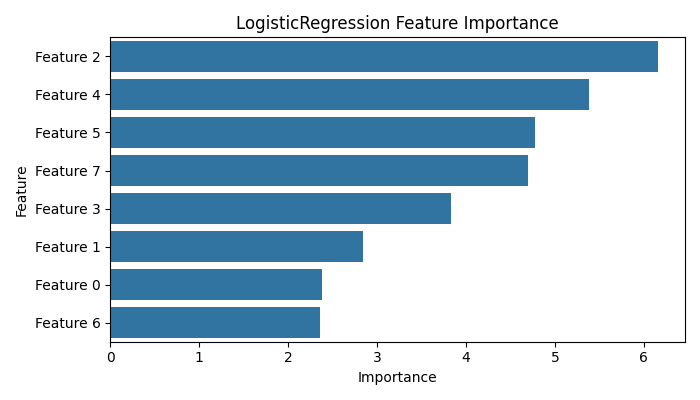 LogisticRegression Feature Importance
Feature 2
Feature 4
Feature 5
Feature 7
Feature 3
Feature 1
Feature 0
Feature 6
Feature
0 1 2 3 4 5 6
Importance